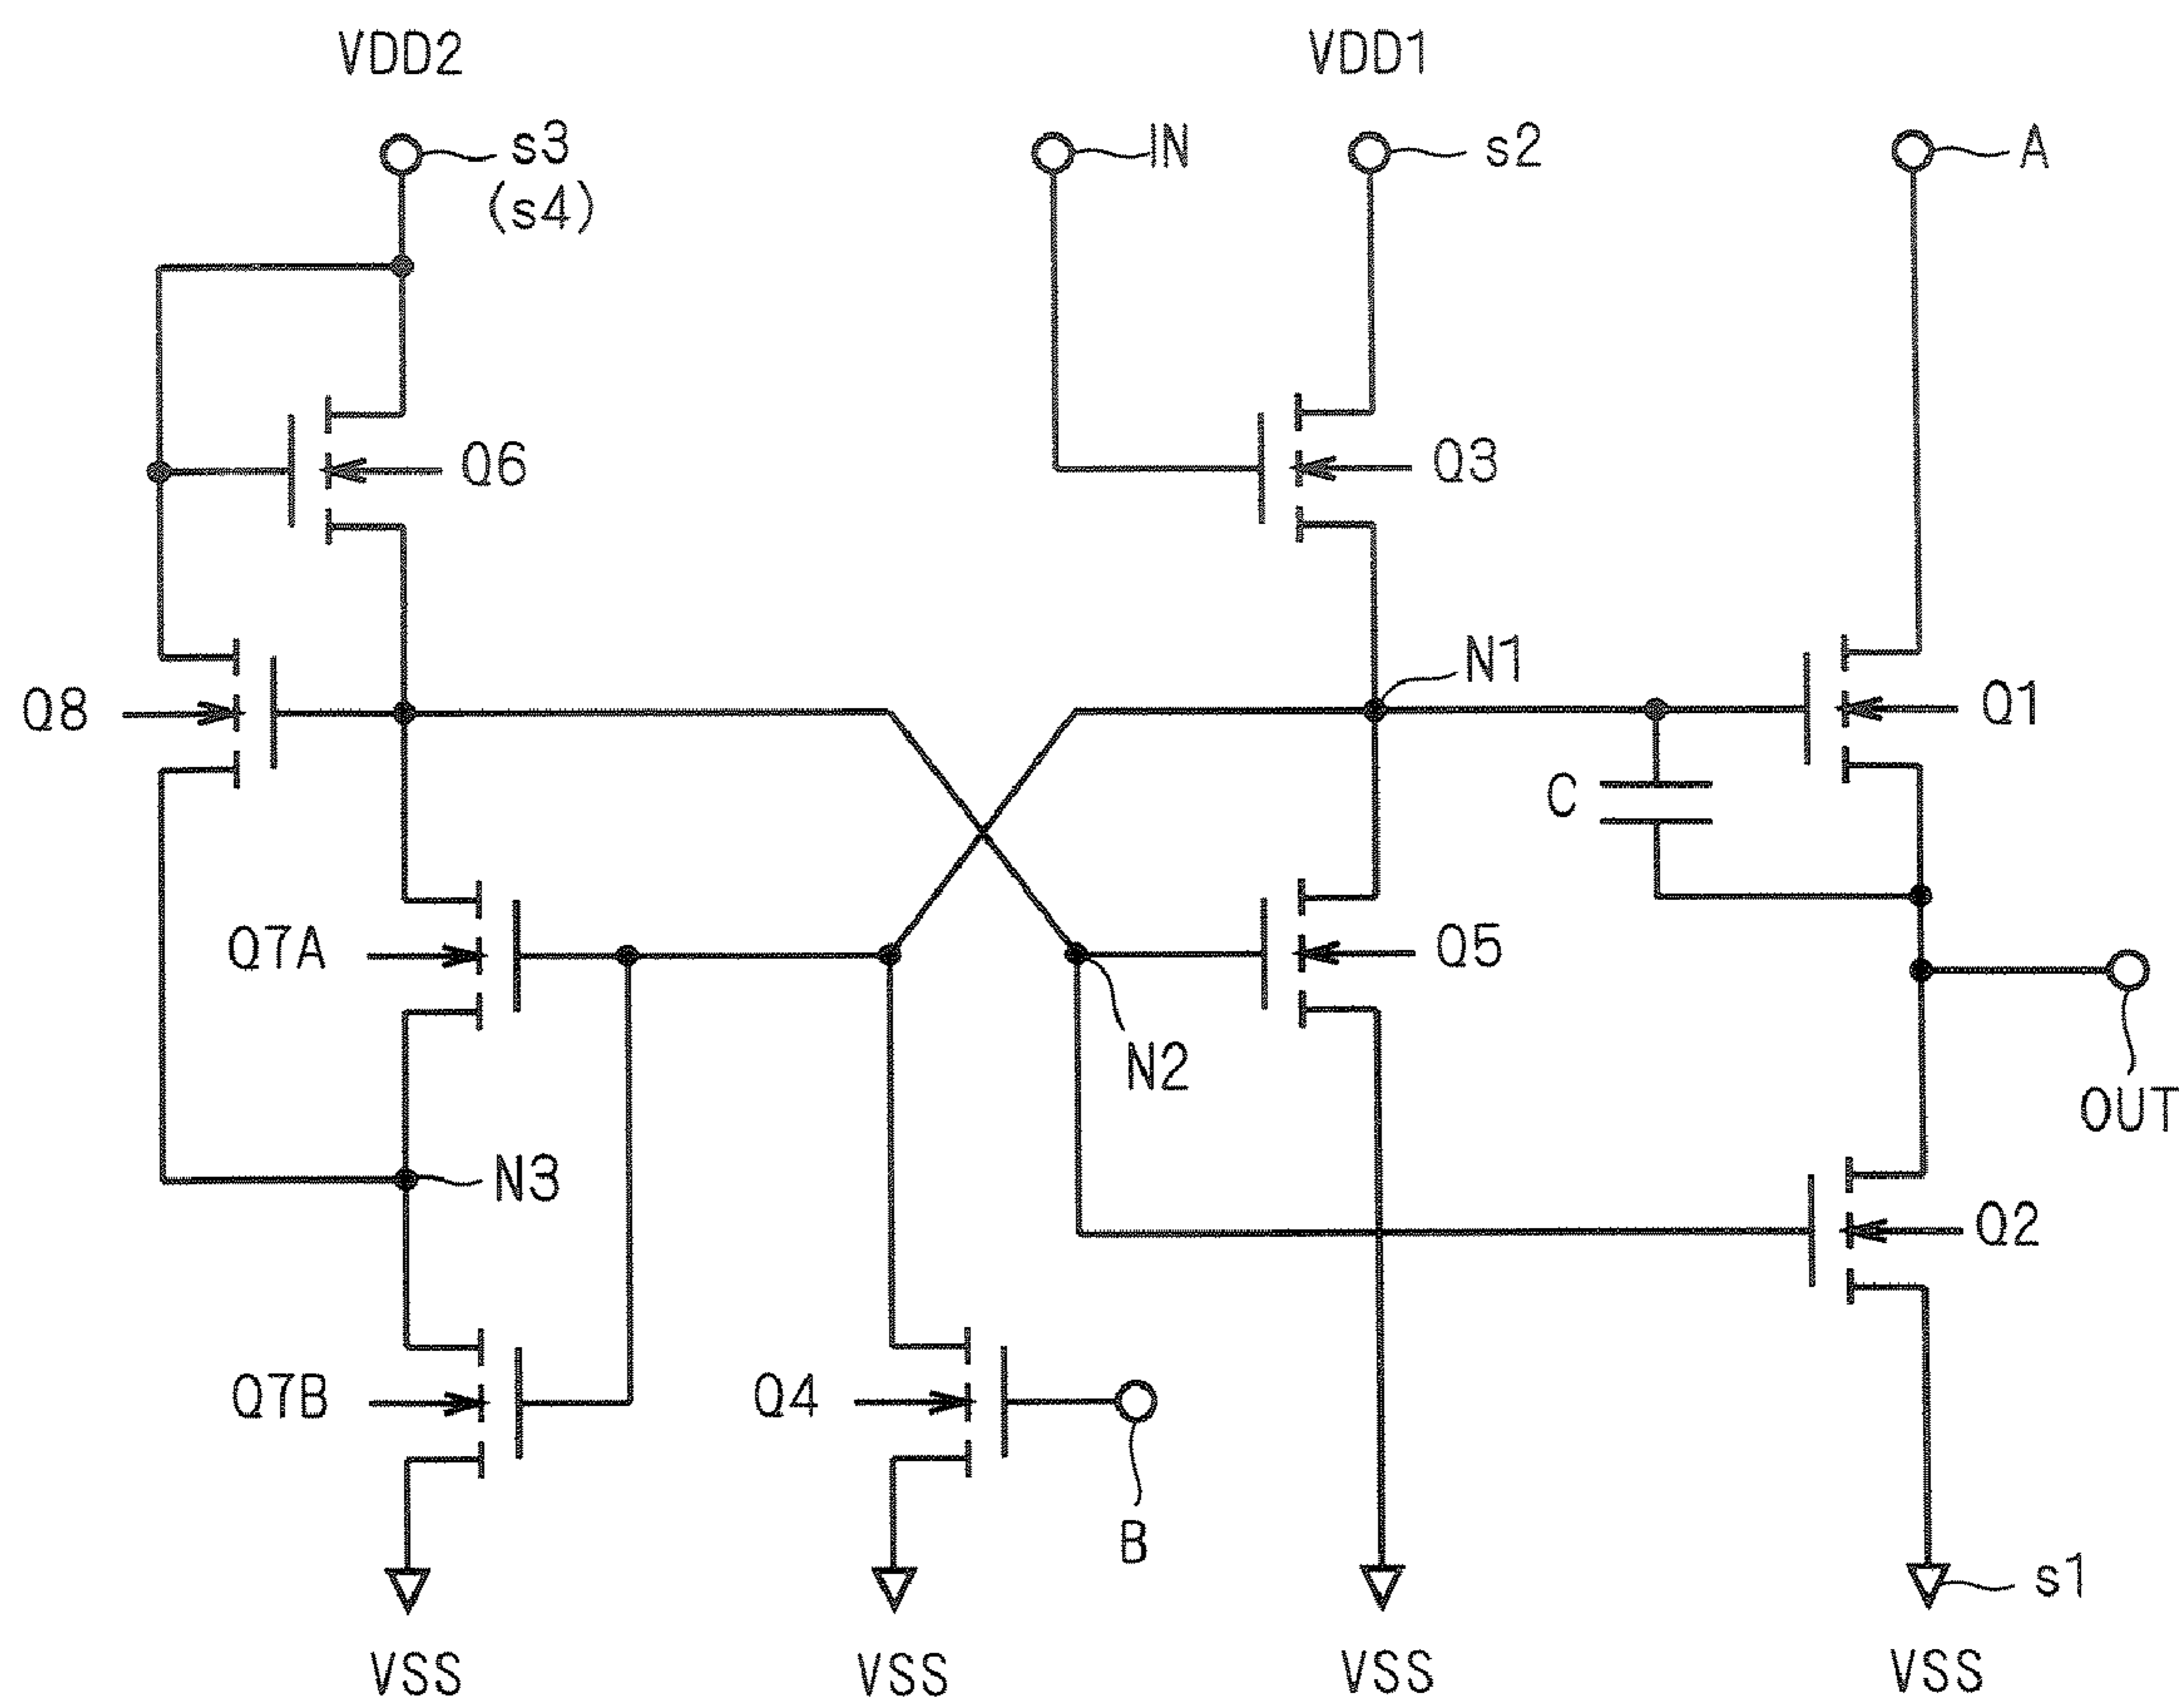 VDD2
VDD1
s3
(s4)
IN
s2
A
Q6
Q3
N1
Q8
Q1
C
Q7A
Q5
N2
OUT
N3
Q2
Q7B
Q4
B
s1
VSS
VSS
VSS
VSS